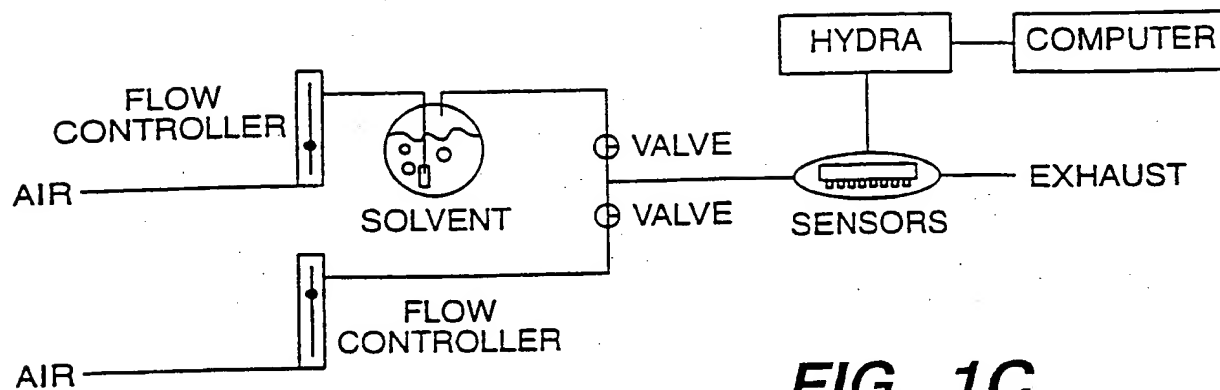 HYDRA
COMPUTER
FLOW
CONTROLLER
AIR
SOLVENT
VALVE
VALVE
SENSORS
EXHAUST
FLOW
CONTROLLER
AIR
FIG. 1C